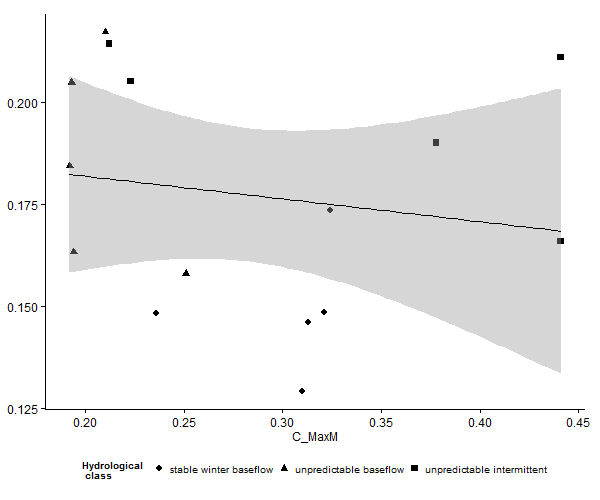 0.200
0.175
0.150
0.125
0.20 0.25 0.30 0.35 0.40 0.45
C_MaxM
Hydrological
class
stable winter baseflow unpredictable baseflow unpredictable intermittent